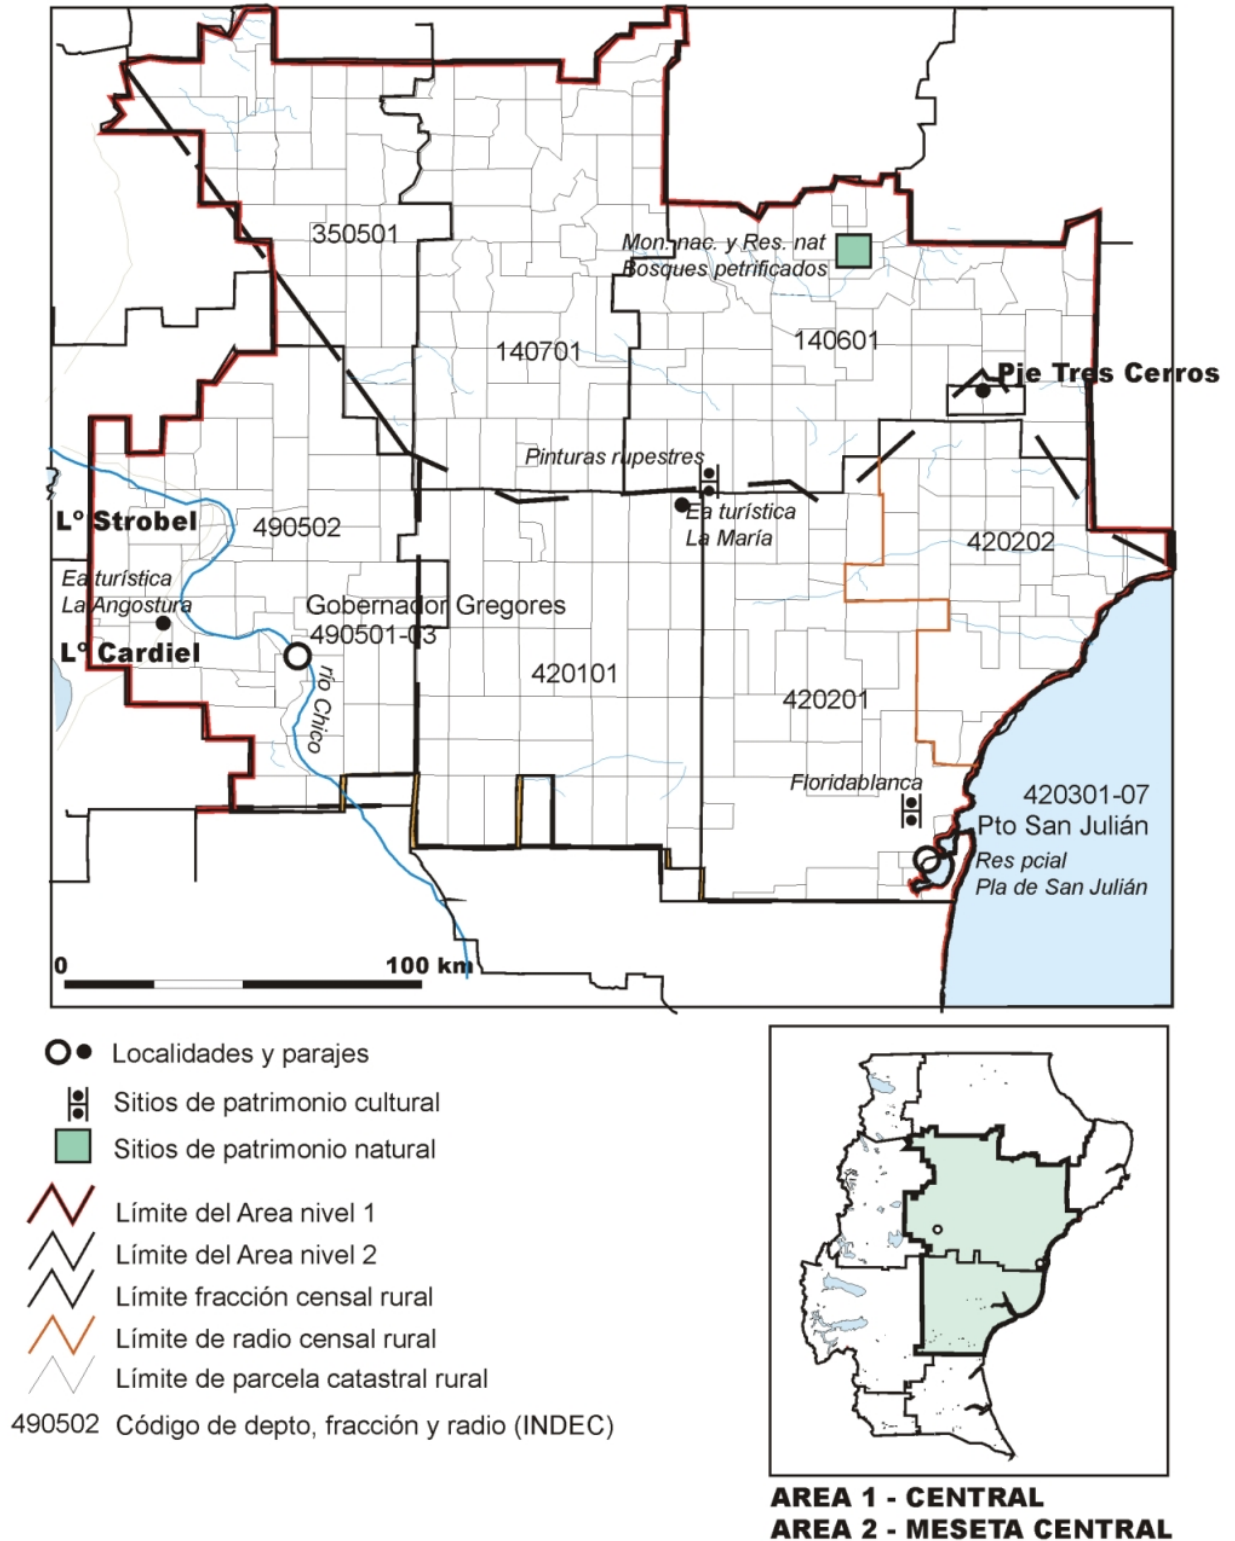 350501
Mon. nac. y Res. nat
Bosques petrificados
140701
140601
Pje Tres Cerros
Pinturas rupestres
Ea turística
La María
Lº Strobel
490502
420202
Ea turística
La Angostura
Gobernador Gregores
490501-03
Lº Cardiel
420101
río Chico
420201
Floridablanca
420301-07
Pto San Julián
Res pcial
Pla de San Julián
0
100 km
Localidades y parajes
Sitios de patrimonio cultural
Sitios de patrimonio natural
Límite del Area nivel 1
Límite del Area nivel 2
Límite fracción censal rural
Límite de radio censal rural
Límite de parcela catastral rural
490502 Código de depto, fracción y radio (INDEC)
AREA 1 - CENTRAL
AREA 2 - MESETA CENTRAL